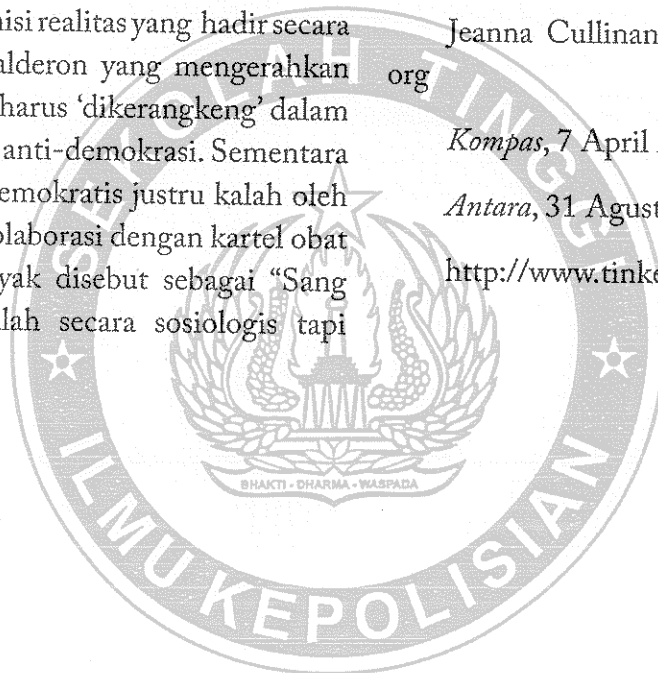 nisi realitas yang hadir secara
alderon yang mengerahkan
harus ‘dikerangkeng’ dalam
anti-demokrasi. Sementara
emokratis justru kalah oleh
olaborasi dengan kartel obat
yak disebut sebagai “Sang
lah secara sosiologis tapi
Jeanna Cullinan
org
Kompas, 7 April
Antara, 31 Agust
http://www.tinke
SEKOLAH TINGGI
BHAKTI - DHARMA - WASPADA
ILMU KEPOLISIAN